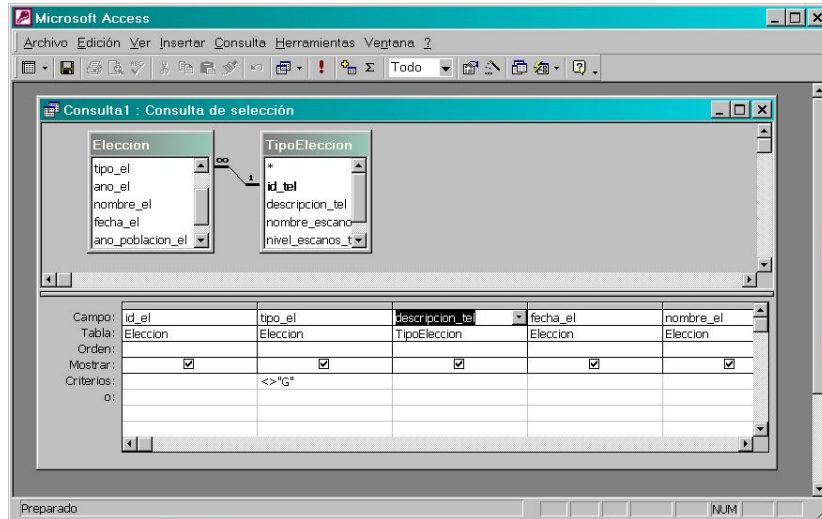 Microsoft Access
Archivo Edición Ver Insertar Consulta Herramientas Ventana ?
Todo
Consulta1 : Consulta de selección
Eleccion
tipo_el
ano_el
nombre_el
fecha_el
ano_poblacion_el
∞ 1
TipoEleccion
*
id_tel
descripcion_tel
nombre_escano
nivel_escanos_t
Campo: id_el tipo_el descripcion_tel fecha_el nombre_el
Tabla: Eleccion Eleccion TipoEleccion Eleccion Eleccion
Orden:
Mostrar:
Criterios: <>"G"
o:
Preparado NUM